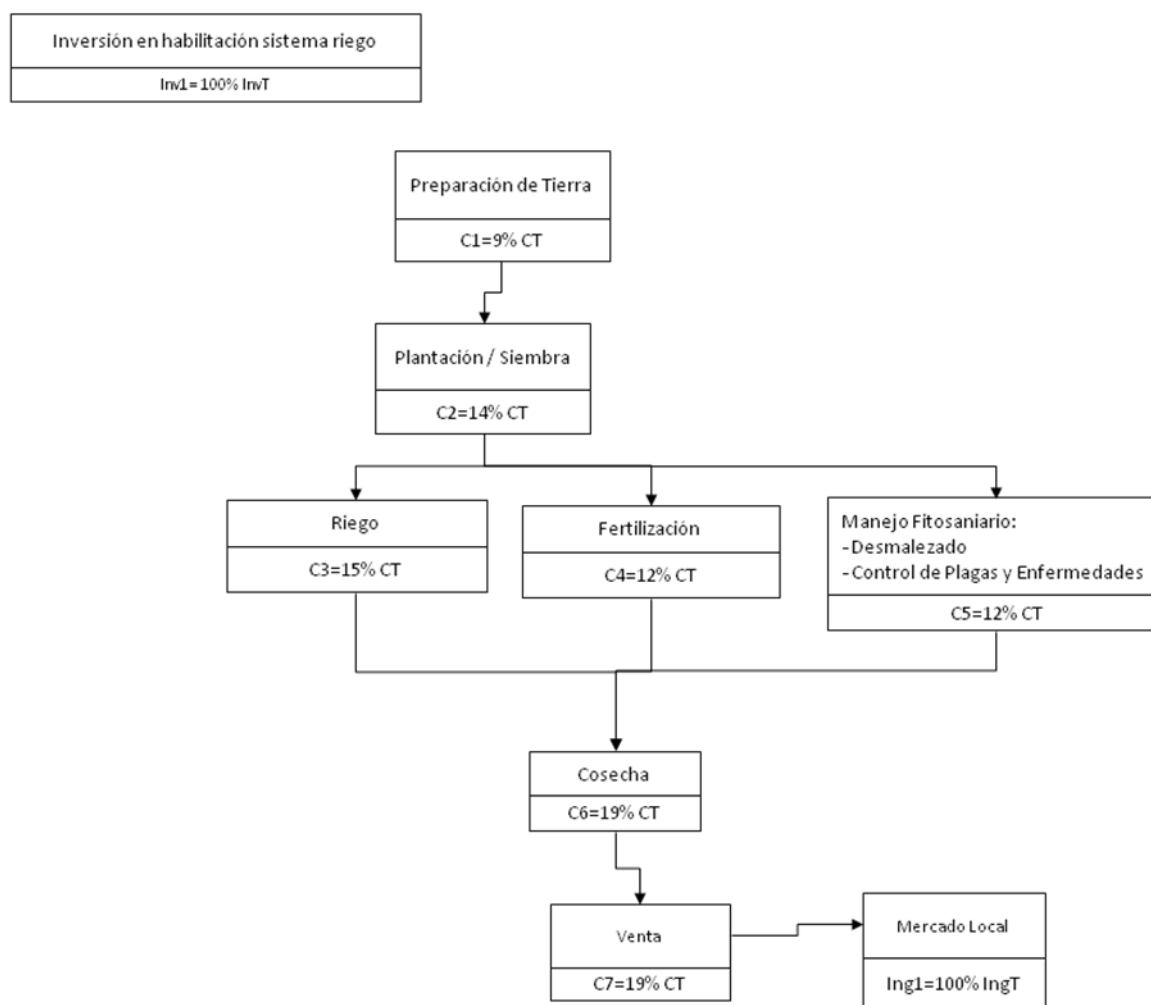 Inversión en habilitación sistema riego
Inv1= 100% InvT
Preparación de Tierra
C1=9% CT
Plantación / Siembra
C2=14% CT
Riego
C3=15% CT
Fertilización
C4=12% CT
Manejo Fitosaniario:
-Desmalezado
-Control de Plagas y Enfermedades
C5=12% CT
Cosecha
C6=19% CT
Venta
C7=19% CT
Mercado Local
Ing1=100% IngT